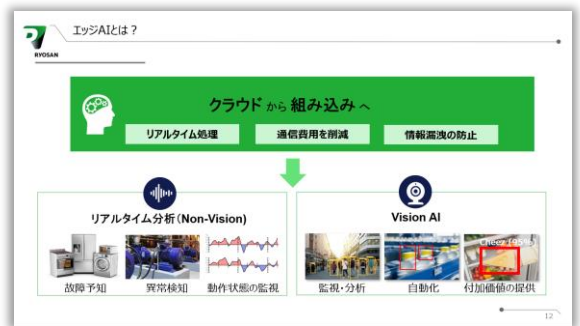 エッジAIとは？
RYOSAN
クラウド から 組み込み へ
リアルタイム処理
通信費用を削減
情報漏洩の防止
リアルタイム分析(Non-Vision)
故障予知
異常検知
動作状態の監視
Vision AI
Cheez (95%)
監視・分析
自動化
付加価値の提供
12